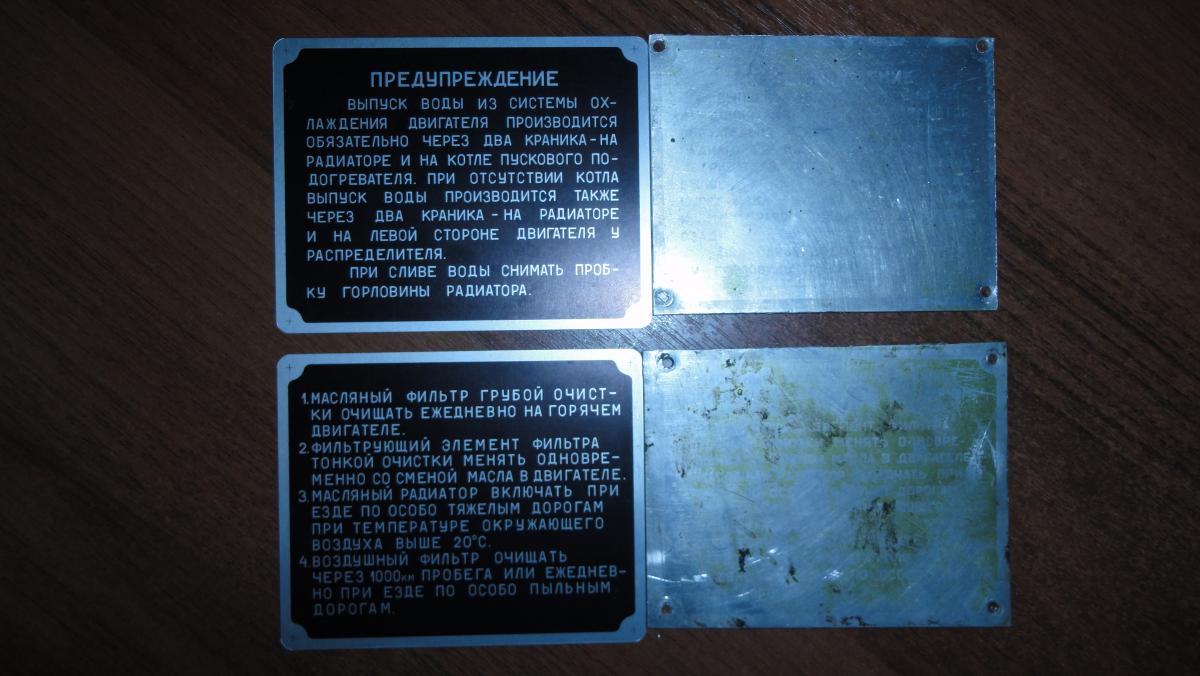 ПРЕДУПРЕЖДЕНИЕ
ВЫПУСК ВОДЫ ИЗ СИСТЕМЫ ОХ-
ЛАЖДЕНИЯ ДВИГАТЕЛЯ ПРОИЗВОДИТСЯ
ОБЯЗАТЕЛЬНО ЧЕРЕЗ ДВА КРАНИКА-НА
РАДИАТОРЕ И НА КОТЛЕ ПУСКОВОГО ПО-
ДОГРЕВАТЕЛЯ. ПРИ ОТСУТСТВИИ КОТЛА
ВЫПУСК ВОДЫ ПРОИЗВОДИТСЯ ТАКЖЕ
ЧЕРЕЗ ДВА КРАНИКА - НА РАДИАТОРЕ
И НА ЛЕВОЙ СТОРОНЕ ДВИГАТЕЛЯ У
РАСПРЕДЕЛИТЕЛЯ.
ПРИ СЛИВЕ ВОДЫ СНИМАТЬ ПРОБ-
КУ ГОРЛОВИНЫ РАДИАТОРА.
1. МАСЛЯНЫЙ ФИЛЬТР ГРУБОЙ ОЧИСТ-
КИ ОЧИЩАТЬ ЕЖЕДНЕВНО НА ГОРЯЧЕМ
ДВИГАТЕЛЕ.
2. ФИЛЬТРУЮЩИЙ ЭЛЕМЕНТ ФИЛЬТРА
ТОНКОЙ ОЧИСТКИ МЕНЯТЬ ОДНОВРЕ-
МЕННО СО СМЕНОЙ МАСЛА В ДВИГАТЕЛЕ.
3. МАСЛЯНЫЙ РАДИАТОР ВКЛЮЧАТЬ ПРИ
ЕЗДЕ ПО ОСОБО ТЯЖЕЛЫМ ДОРОГАМ
ПРИ ТЕМПЕРАТУРЕ ОКРУЖАЮЩЕГО
ВОЗДУХА ВЫШЕ 20°С.
4. ВОЗДУШНЫЙ ФИЛЬТР ОЧИЩАТЬ
ЧЕРЕЗ 1000км ПРОБЕГА ИЛИ ЕЖЕДНЕВ-
НО ПРИ ЕЗДЕ ПО ОСОБО ПЫЛЬНЫМ
ДОРОГАМ.
МЕНЯТЬ ОДНОВРЕ-
В ДВИГАТЕЛЕ